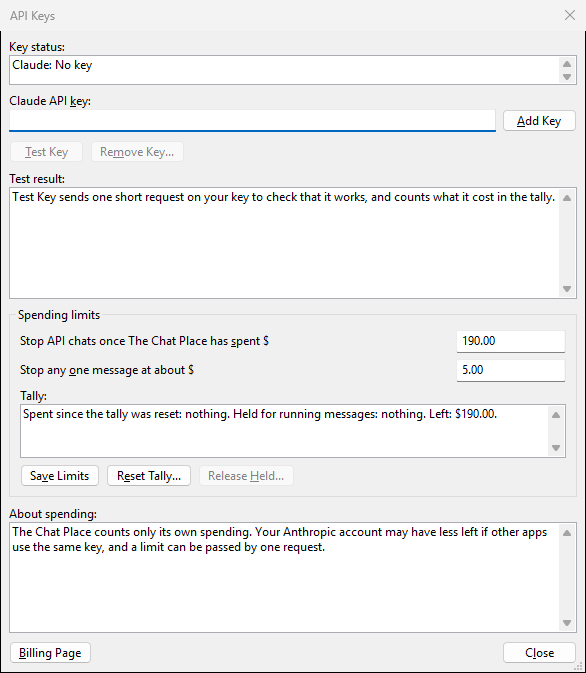 API Keys
Key status:
Claude: No key
Claude API key:
Add Key
Test Key
Remove Key...
Test result:
Test Key sends one short request on your key to check that it works, and counts what it cost in the tally.
Spending limits
Stop API chats once The Chat Place has spent $
190.00
Stop any one message at about $
5.00
Tally:
Spent since the tally was reset: nothing. Held for running messages: nothing. Left: $190.00.
Save Limits
Reset Tally...
Release Held...
About spending:
The Chat Place counts only its own spending. Your Anthropic account may have less left if other apps
use the same key, and a limit can be passed by one request.
Billing Page
Close